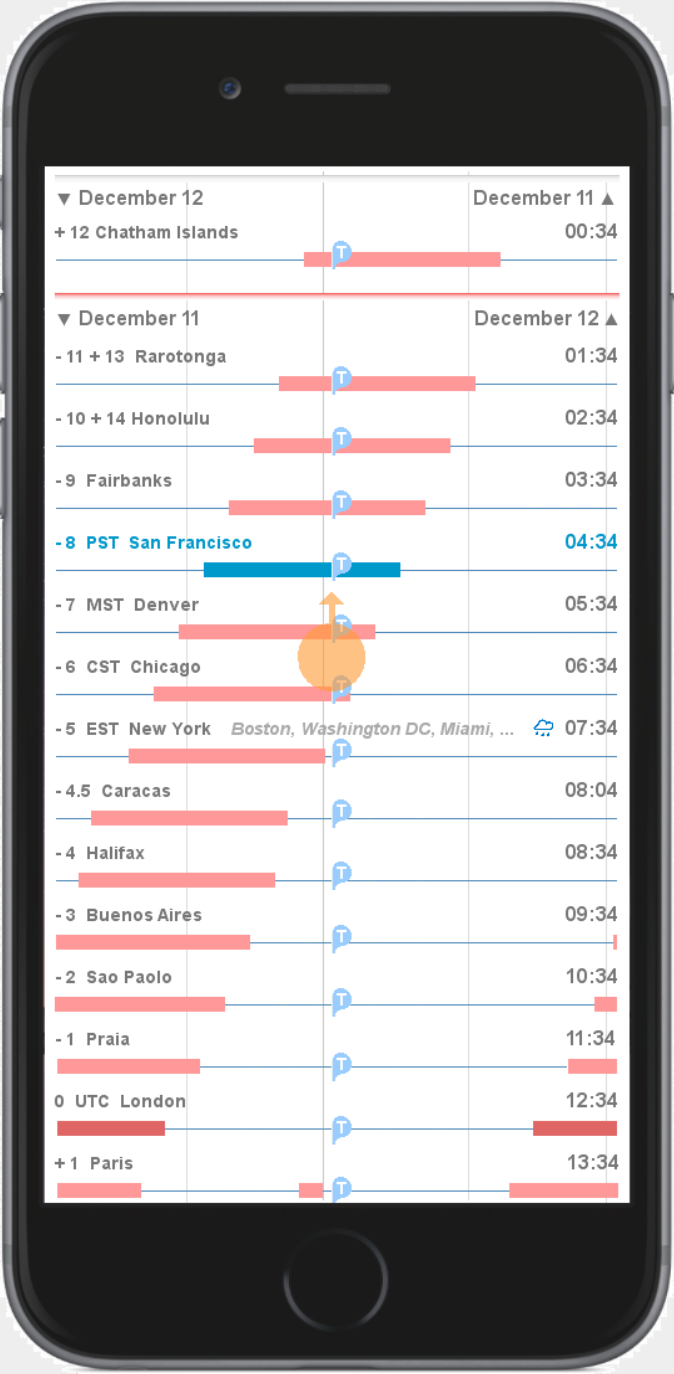 ▼ December 12 December 11 ▲
+ 12 Chatham Islands 00:34
T
▼ December 11 December 12 ▲
- 11 + 13 Rarotonga 01:34
T
- 10 + 14 Honolulu 02:34
T
- 9 Fairbanks 03:34
T
- 8 PST San Francisco 04:34
T
- 7 MST Denver 05:34
T
- 6 CST Chicago 06:34
T
- 5 EST New York Boston, Washington DC, Miami, ... 07:34
T
- 4.5 Caracas 08:04
T
- 4 Halifax 08:34
T
- 3 Buenos Aires 09:34
T
- 2 Sao Paolo 10:34
T
- 1 Praia 11:34
T
0 UTC London 12:34
T
+ 1 Paris 13:34
T